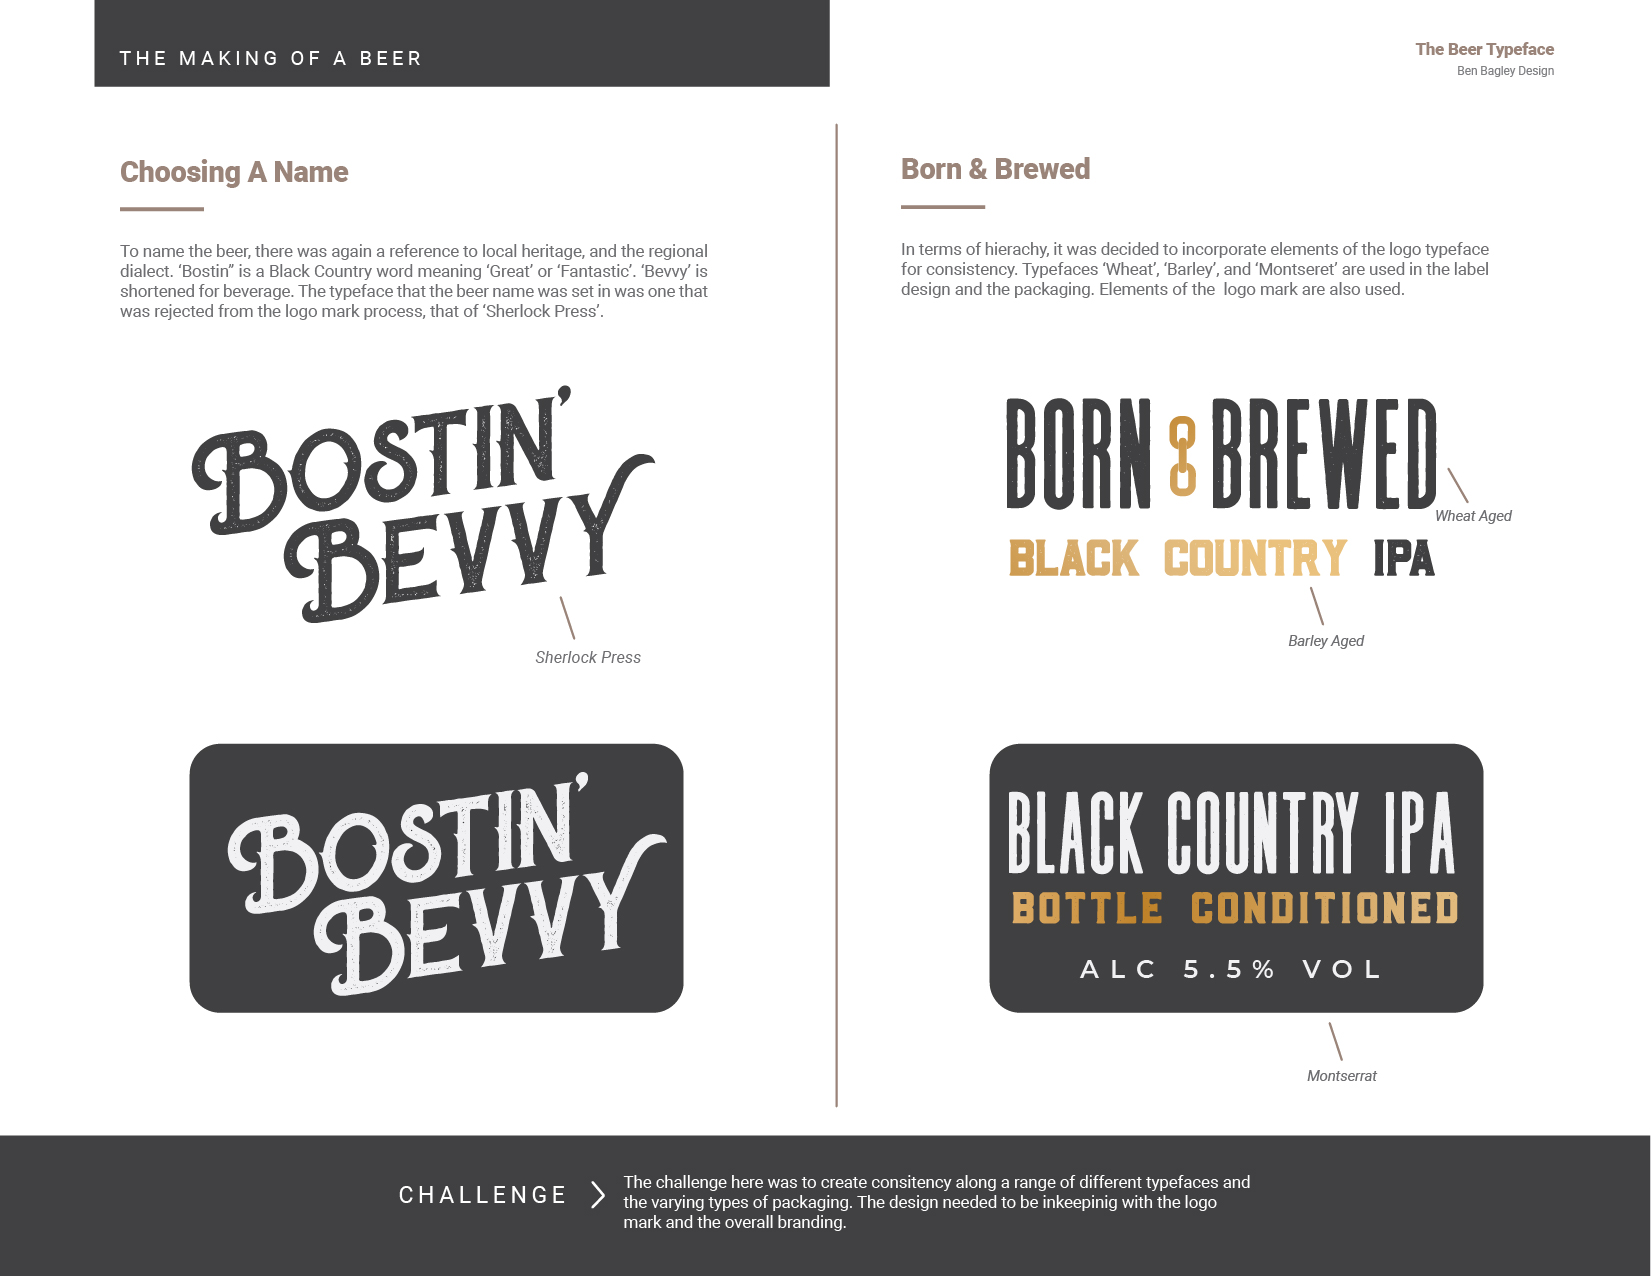 THE MAKING OF A BEER
The Beer Typeface
Ben Bagley Design
Choosing A Name
To name the beer, there was again a reference to local heritage, and the regional
dialect. ‘Bostin” is a Black Country word meaning ‘Great’ or ‘Fantastic’. ‘Bevvy’ is
shortened for beverage. The typeface that the beer name was set in was one that
was rejected from the logo mark process, that of ‘Sherlock Press’.
BOSTIN’
BEVVY
Sherlock Press
BOSTIN’
BEVVY
Born & Brewed
In terms of hierachy, it was decided to incorporate elements of the logo typeface
for consistency. Typefaces ‘Wheat’, ‘Barley’, and ‘Montseret’ are used in the label
design and the packaging. Elements of the  logo mark are also used.
BORN BREWED
Wheat Aged
BLACK COUNTRY IPA
Barley Aged
BLACK COUNTRY IPA
BOTTLE CONDITIONED
ALC 5.5% VOL
Montserrat
CHALLENGE
The challenge here was to create consitency along a range of different typefaces and
the varying types of packaging. The design needed to be inkeepinig with the logo
mark and the overall branding.